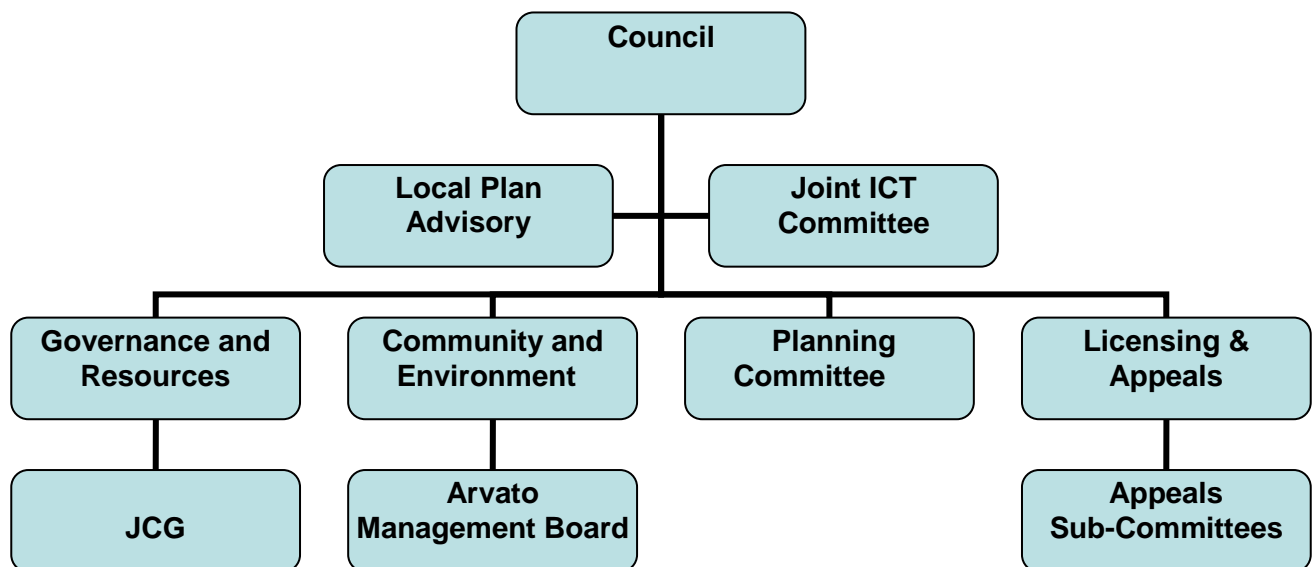 Council
Local Plan
Advisory
Joint ICT
Committee
Governance and
Resources
Community and
Environment
Planning
Committee
Licensing &
Appeals
JCG
Arvato
Management Board
Appeals
Sub-Committees